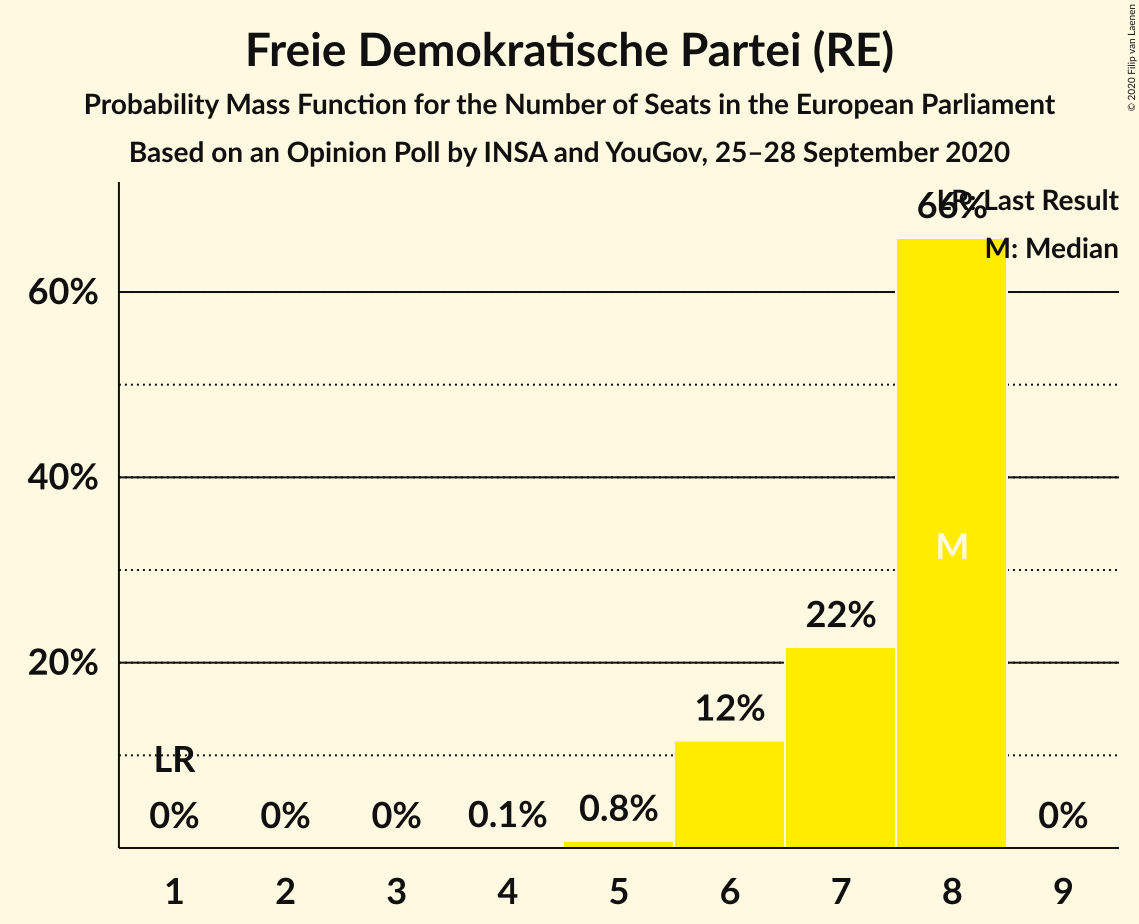 Freie Demokratische Partei (RE)
Probability Mass Function for the Number of Seats in the European Parliament
Based on an Opinion Poll by INSA and YouGov, 25–28 September 2020
© 2020 Filip van Laenen
66%
LR: Last Result
M: Median
60%
40%
M
22%
20%
12%
LR
0%
0%
0%
0.1%
0.8%
0%
1 2 3 4 5 6 7 8 9